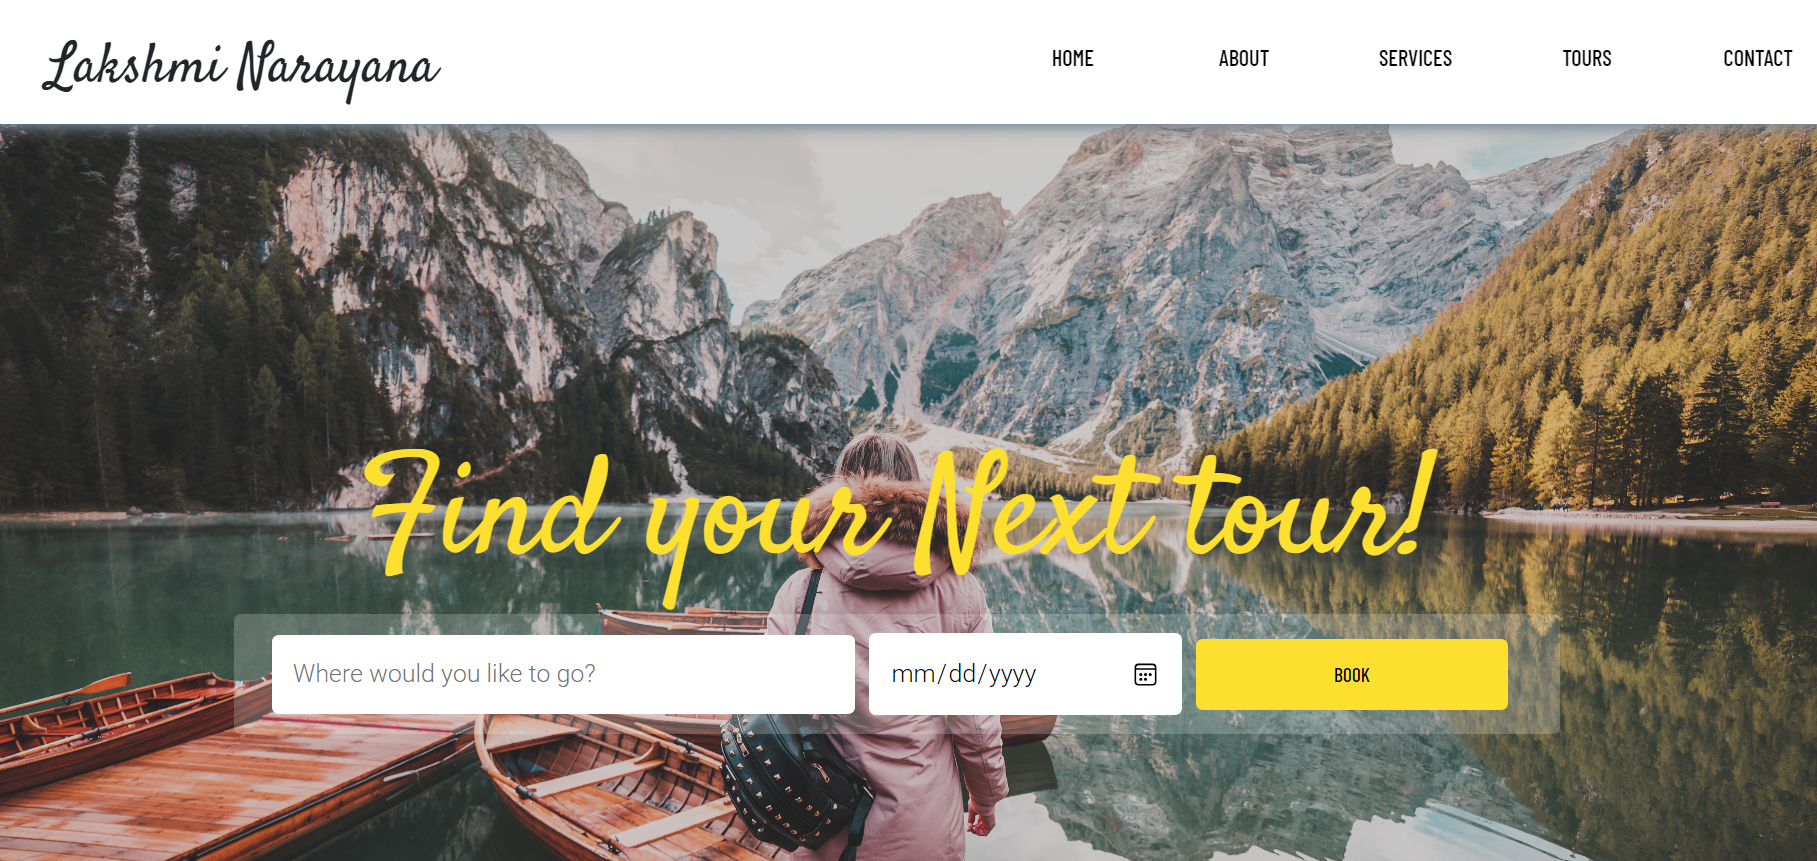 Lakshmi Narayana
HOME ABOUT SERVICES TOURS CONTACT
Find your Next tour!
Where would you like to go?
mm/dd/yyyy
BOOK